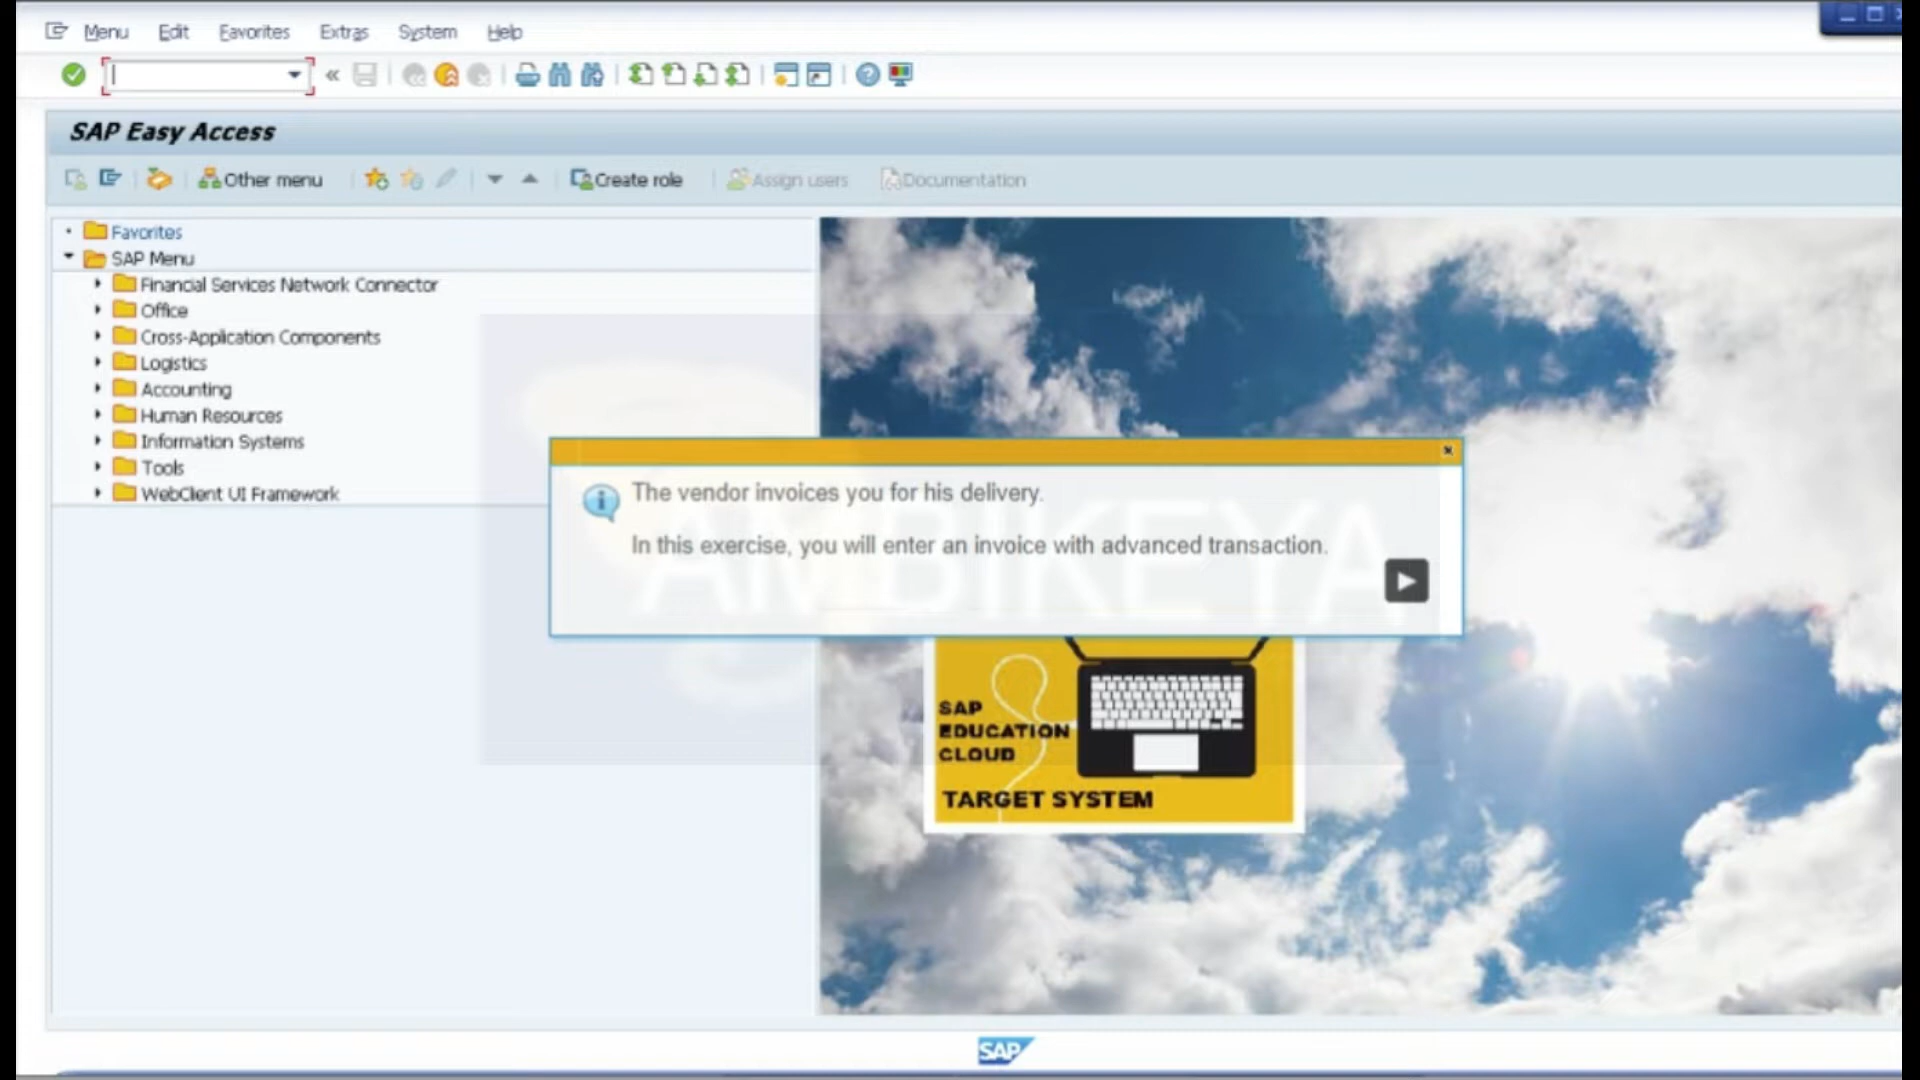 Menu Edit Favorites Extras System Help
SAP Easy Access
Other menu Create role Assign users Documentation
Favorites
SAP Menu
Financial Services Network Connector
Office
Cross-Application Components
Logistics
Accounting
Human Resources
Information Systems
Tools
WebClient UI Framework
The vendor invoices you for his delivery.
In this exercise, you will enter an invoice with advanced transaction.
AMBIKEYA
SAP
EDUCATION
CLOUD
TARGET SYSTEM
SAP